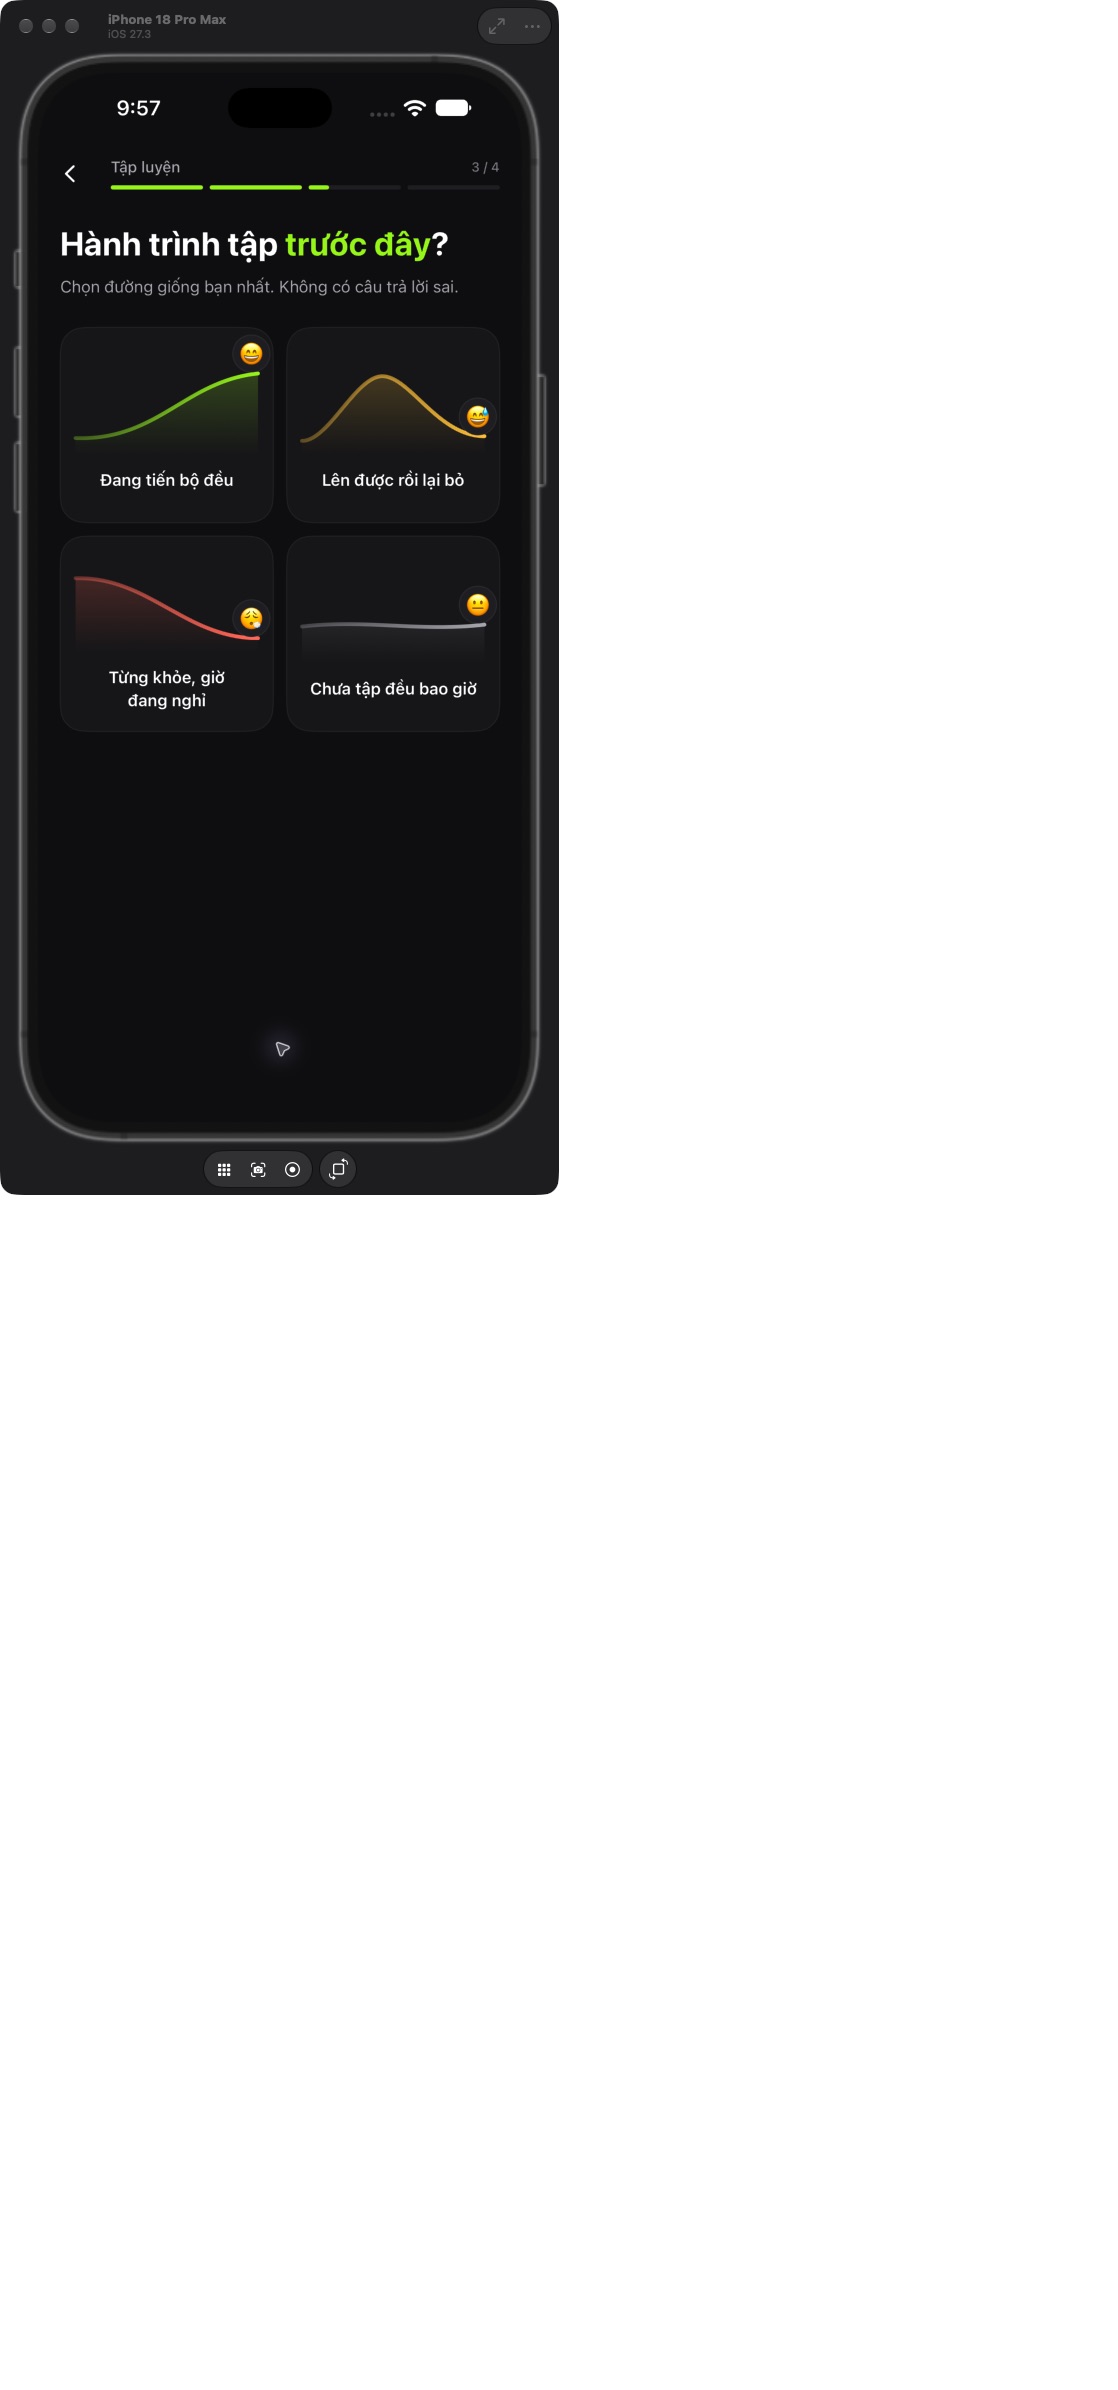 iPhone 18 Pro Max
iOS 27.3
9:57
Tập luyện
3 / 4
Hành trình tập trước đây?
Chọn đường giống bạn nhất. Không có câu trả lời sai.
Đang tiến bộ đều
Lên được rồi lại bỏ
Từng khỏe, giờ
đang nghỉ
Chưa tập đều bao giờ